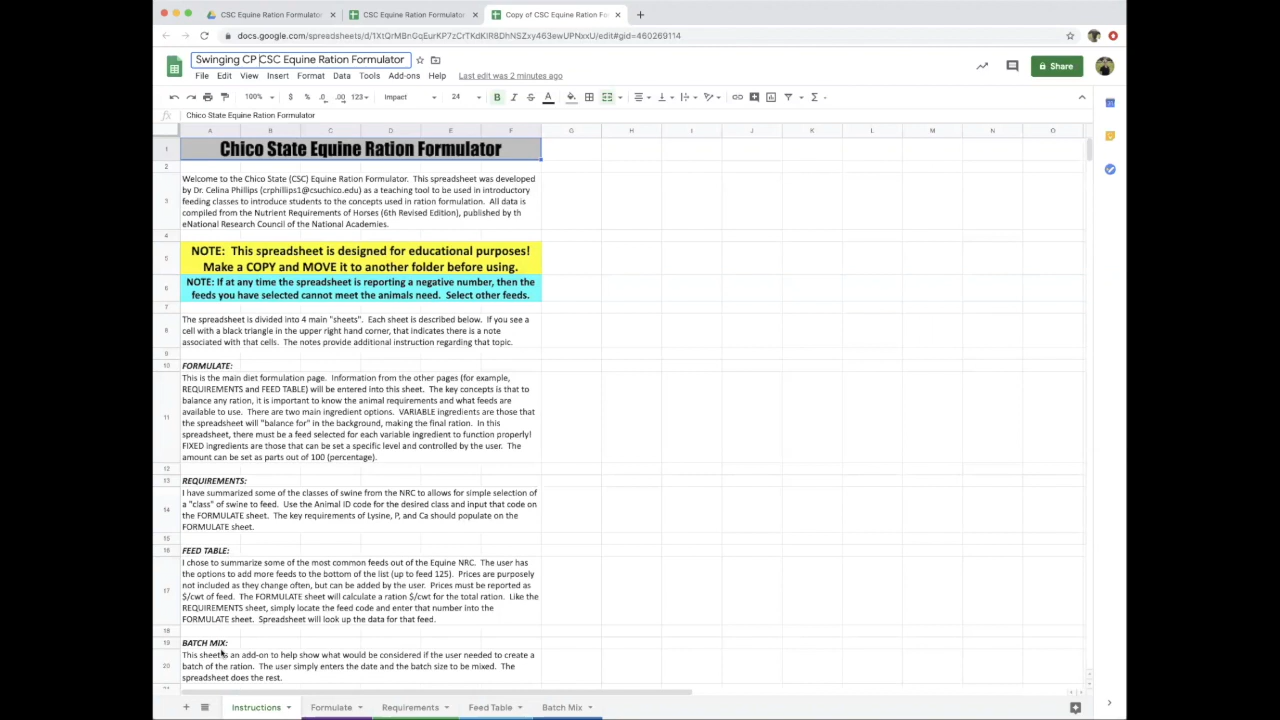 CSC Equine Ration Formulator
CSC Equine Ration Formulator
Copy of CSC Equine Ration For
docs.google.com/spreadsheets/d/1XtQrMBnGqEurKP7zCrTKdKIR8DhNSZxy463ewUPNxxU/edit#gid=460269114
Swinging CP CSC Equine Ration Formulator
File Edit View Insert Format Data Tools Add-ons Help Last edit was 2 minutes ago
Share
100% $ % .0 .00 123 Impact 24 B I S A
fx Chico State Equine Ration Formulator
A B C D E F G H I J K L M N O
1 Chico State Equine Ration Formulator
2
Welcome to the Chico State (CSC) Equine Ration Formulator. This spreadsheet was developed
by Dr. Celina Phillips (crphillips1@csuchico.edu) as a teaching tool to be used in introductory
3 feeding classes to introduce students to the concepts used in ration formulation. All data is
compiled from the Nutrient Requirements of Horses (6th Revised Edition), published by th
eNational Research Council of the National Academies.
4
NOTE: This spreadsheet is designed for educational purposes!
5
Make a COPY and MOVE it to another folder before using.
NOTE: If at any time the spreadsheet is reporting a negative number, then the
6
feeds you have selected cannot meet the animals need. Select other feeds.
7
The spreadsheet is divided into 4 main "sheets". Each sheet is described below. If you see a
8 cell with a black triangle in the upper right hand corner, that indicates there is a note
associated with that cells. The notes provide additional instruction regarding that topic.
9
10 FORMULATE:
This is the main diet formulation page. Information from the other pages (for example,
REQUIREMENTS and FEED TABLE) will be entered into this sheet. The key concepts is that to
balance any ration, it is important to know the animal requirements and what feeds are
available to use. There are two main ingredient options. VARIABLE ingredients are those that
11 the spreadsheet will "balance for" in the background, making the final ration. In this
spreadsheet, there must be a feed selected for each variable ingredient to function properly!
FIXED ingredients are those that can be set a specific level and controlled by the user. The
amount can be set as parts out of 100 (percentage).
12
13 REQUIREMENTS:
I have summarized some of the classes of swine from the NRC to allows for simple selection of
14 a "class" of swine to feed. Use the Animal ID code for the desired class and input that code on
the FORMULATE sheet. The key requirements of Lysine, P, and Ca should populate on the
FORMULATE sheet.
15
16 FEED TABLE:
I chose to summarize some of the most common feeds out of the Equine NRC. The user has
the options to add more feeds to the bottom of the list (up to feed 125). Prices are purposely
17 not included as they change often, but can be added by the user. Prices must be reported as
$/cwt of feed. The FORMULATE sheet will calculate a ration $/cwt for the total ration. Like the
REQUIREMENTS sheet, simply locate the feed code and enter that number into the
FORMULATE sheet. Spreadsheet will look up the data for that feed.
18
19 BATCH MIX:
This sheet is an add-on to help show what would be considered if the user needed to create a
20 batch of the ration. The user simply enters the date and the batch size to be mixed. The
spreadsheet does the rest.
Instructions Formulate Requirements Feed Table Batch Mix